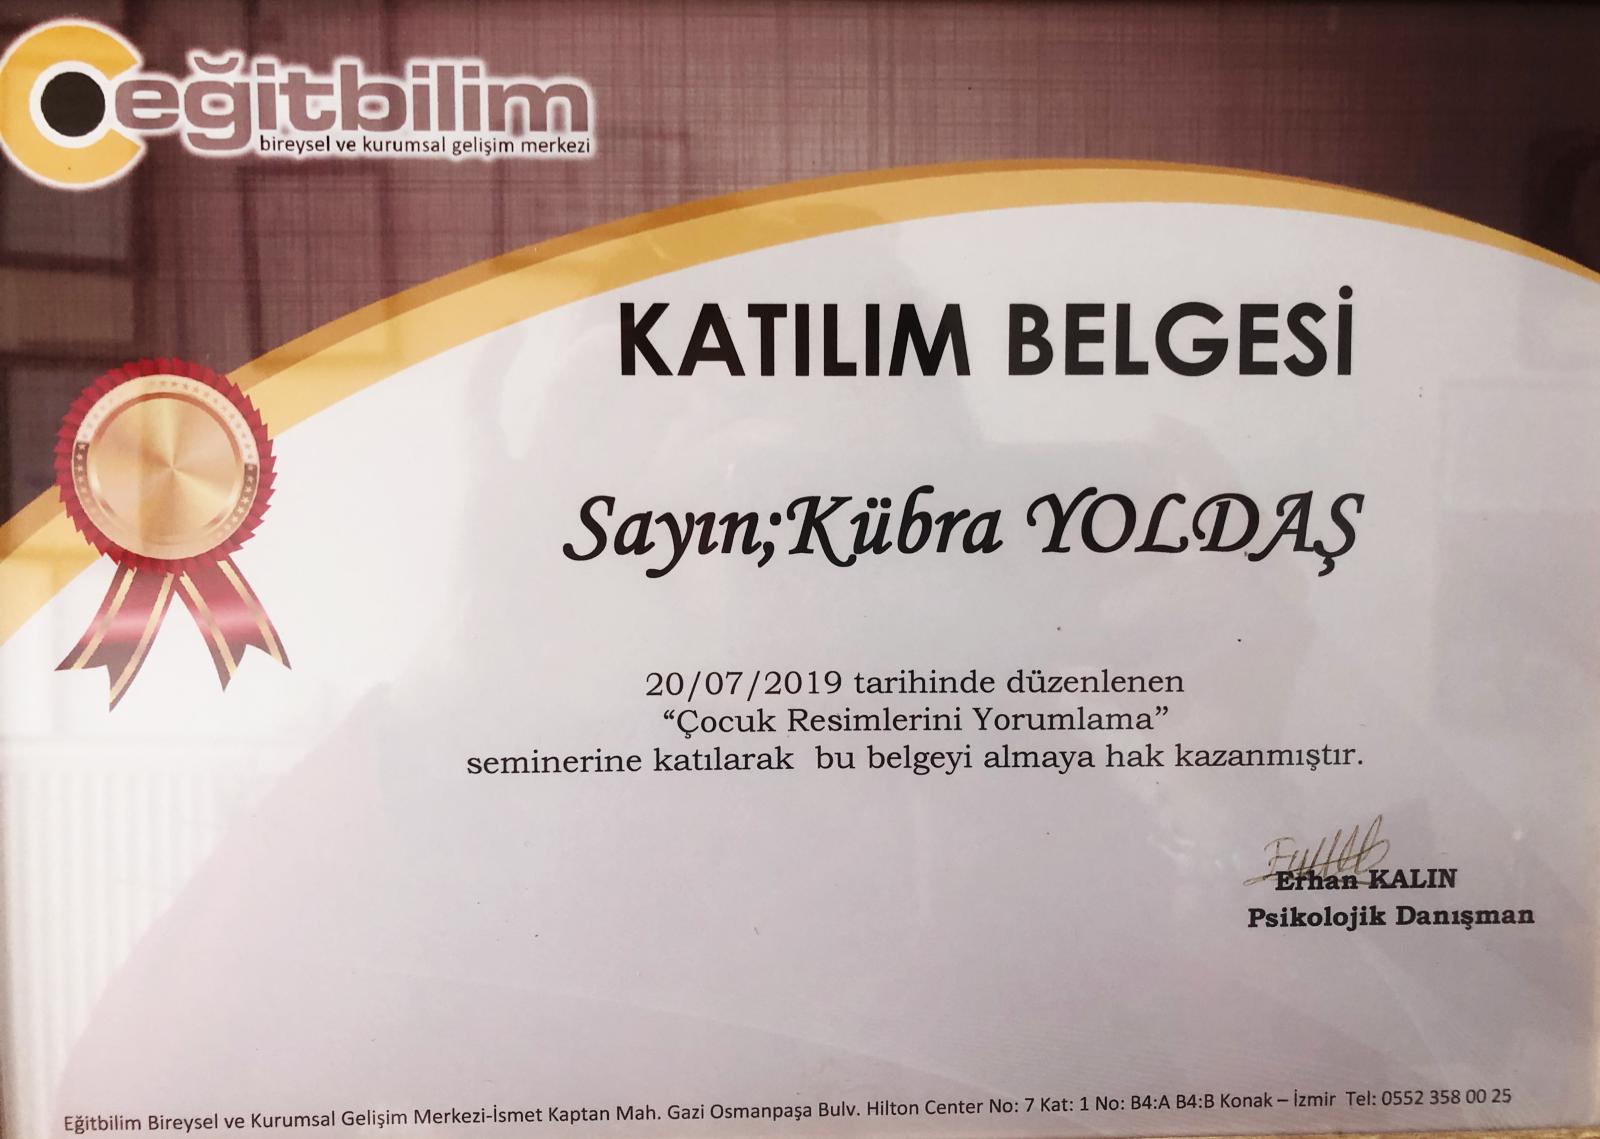 eğitbilim
bireysel ve kurumsal gelişim merkezi
KATILIM BELGESİ
Sayın;Kübra YOLDAŞ
20/07/2019 tarihinde düzenlenen
“Çocuk Resimlerini Yorumlama”
seminerine katılarak bu belgeyi almaya hak kazanmıştır.
Erhan KALIN
Psikolojik Danışman
Eğitbilim Bireysel ve Kurumsal Gelişim Merkezi-İsmet Kaptan Mah. Gazi Osmanpaşa Bulv. Hilton Center No: 7 Kat: 1 No: B4:A B4:B Konak – İzmir Tel: 0552 358 00 25